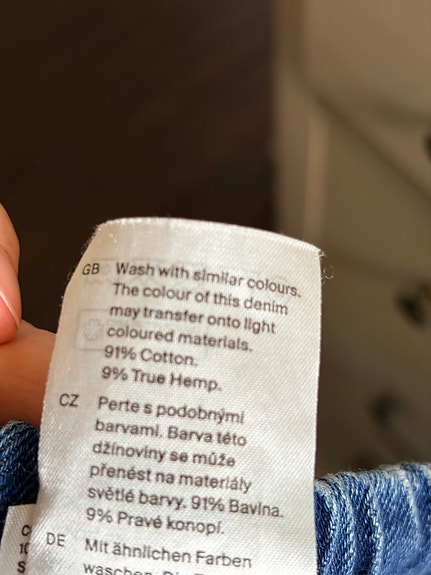 GB Wash with similar colours.
The colour of this denim
may transfer onto light
coloured materials.
91% Cotton.
9% True Hemp.
CZ Perte s podobnými
barvami. Barva této
džínoviny se může
přenést na materiály
světlé barvy. 91% Bavlna.
9% Pravé konopí.
DE Mit ähnlichen Farben
waschen. Die